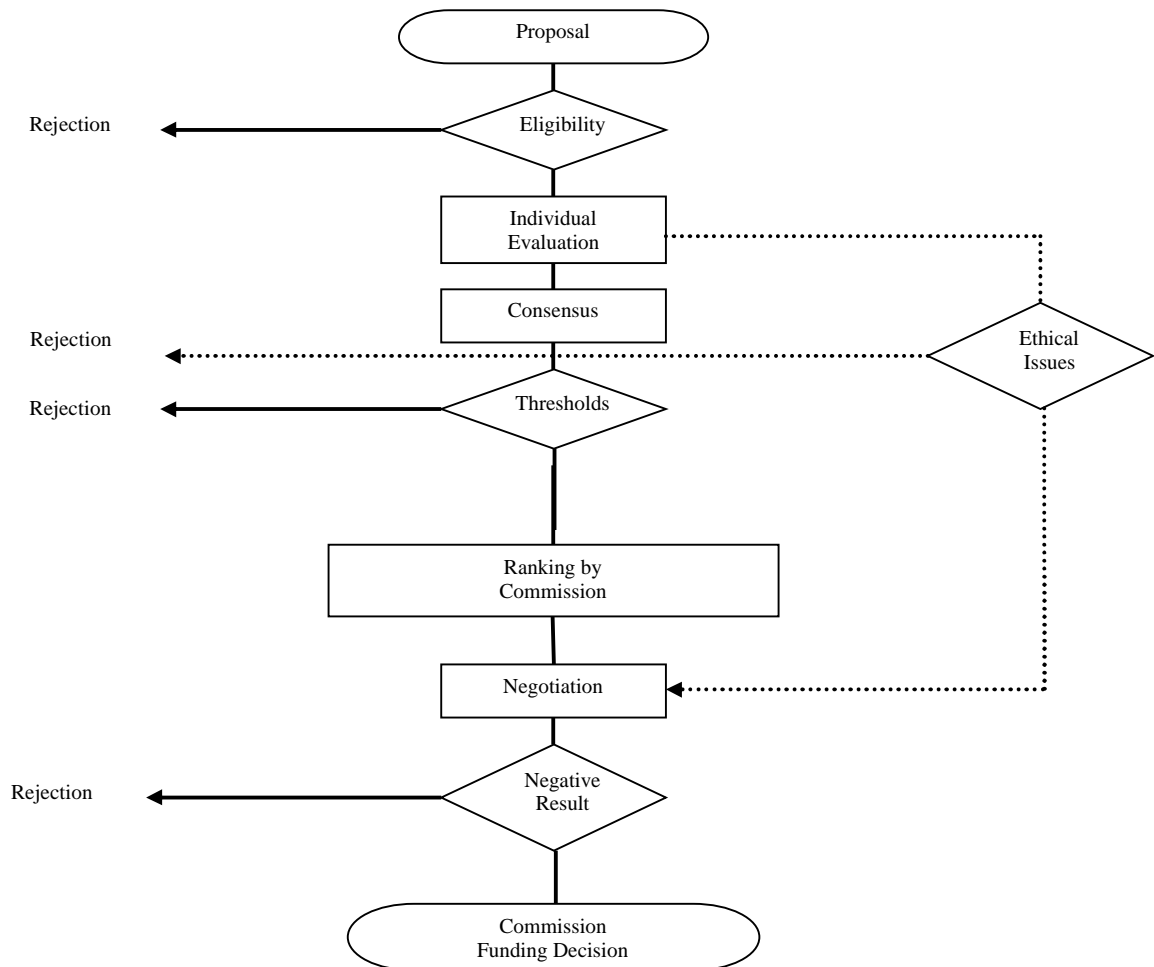 Proposal
Rejection
Eligibility
Individual
Evaluation
Consensus
Rejection
Ethical
Issues
Rejection
Thresholds
Ranking by
Commission
Negotiation
Rejection
Negative
Result
Commission
Funding Decision